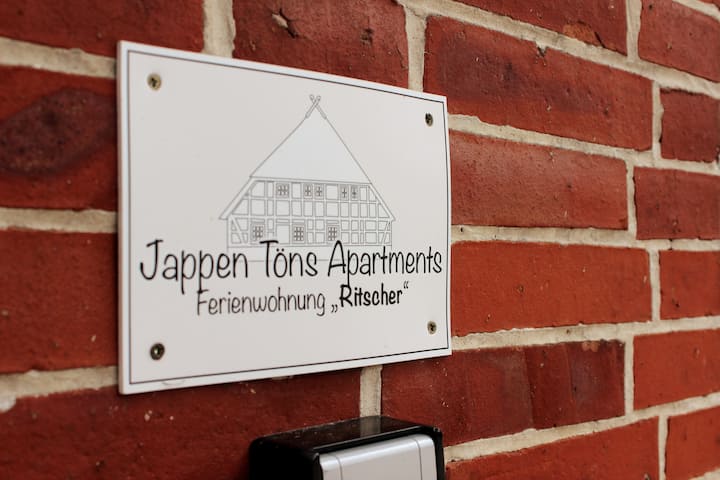 Jappen Töns Apartments
Ferienwohnung „Ritscher“